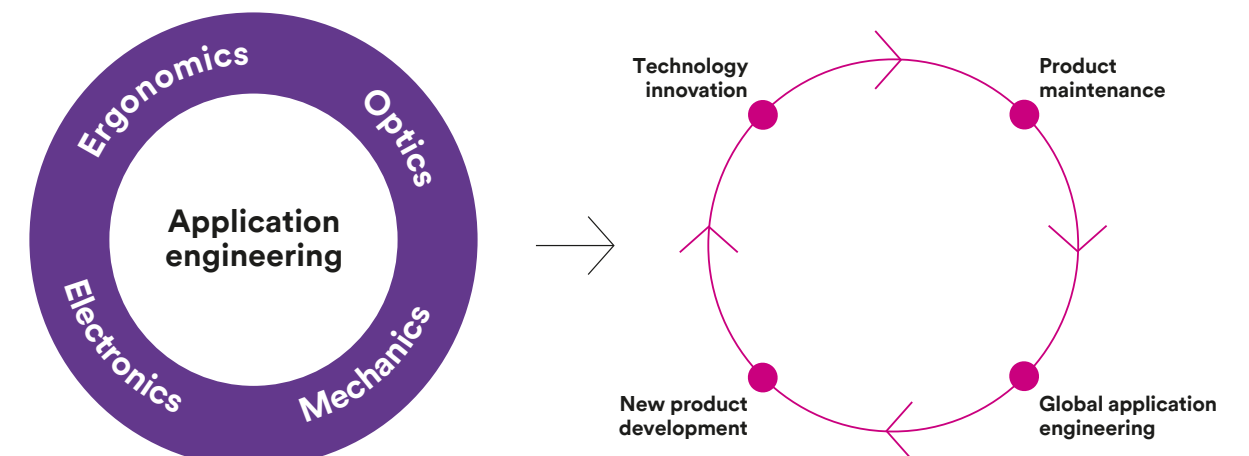 Ergonomics
Optics
Application
engineering
Electronics
Mechanics
Technology
innovation
Product
maintenance
New product
development
Global application
engineering